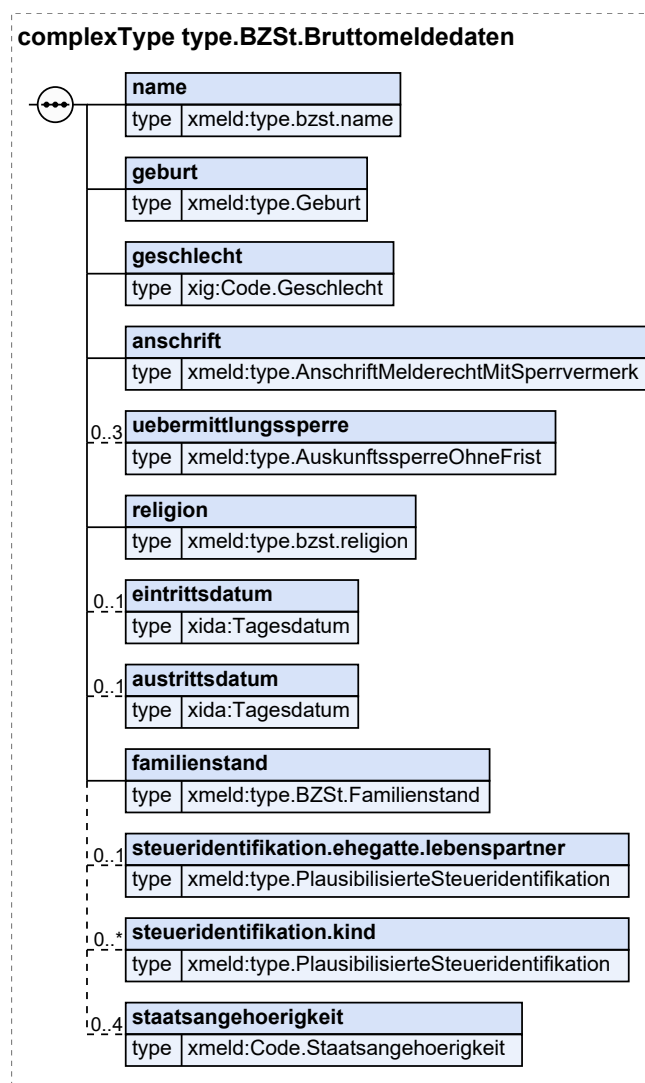 complexType type.BZSt.Bruttomeldedaten
name
type xmeld:type.bzst.name
geburt
type xmeld:type.Geburt
geschlecht
type xig:Code.Geschlecht
anschrift
type xmeld:type.AnschriftMelderechtMitSperrvermerk
0..3 uebermittlungssperre
type xmeld:type.AuskunftssperreOhneFrist
religion
type xmeld:type.bzst.religion
0..1 eintrittsdatum
type xida:Tagesdatum
0..1 austrittsdatum
type xida:Tagesdatum
familienstand
type xmeld:type.BZSt.Familienstand
0..1 steueridentifikation.ehegatte.lebenspartner
type xmeld:type.PlausibilisierteSteueridentifikation
0..* steueridentifikation.kind
type xmeld:type.PlausibilisierteSteueridentifikation
0..4 staatsangehoerigkeit
type xmeld:Code.Staatsangehoerigkeit